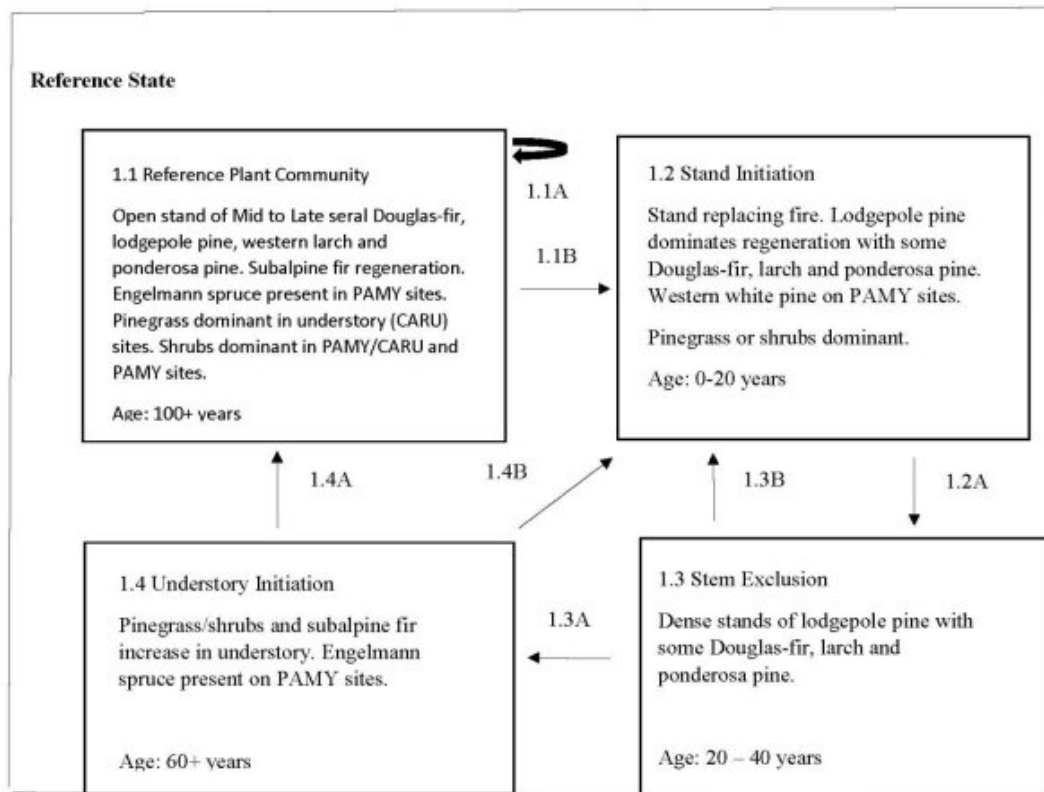 Reference State
1.1 Reference Plant Community
Open stand of Mid to Late seral Douglas-fir,
lodgepole pine, western larch and
ponderosa pine. Subalpine fir regeneration.
Engelmann spruce present in PAMY sites.
Pinegrass dominant in understory (CARU)
sites. Shrubs dominant in PAMY/CARU and
PAMY sites.
Age: 100+ years
1.1A
1.1B
1.2 Stand Initiation
Stand replacing fire. Lodgepole pine
dominates regeneration with some
Douglas-fir, larch and ponderosa pine.
Western white pine on PAMY sites.
Pinegrass or shrubs dominant.
Age: 0-20 years
1.4A
1.4B
1.3B
1.2A
1.4 Understory Initiation
Pinegrass/shrubs and subalpine fir
increase in understory. Engelmann
spruce present on PAMY sites.
Age: 60+ years
1.3A
1.3 Stem Exclusion
Dense stands of lodgepole pine with
some Douglas-fir, larch and
ponderosa pine.
Age: 20 – 40 years